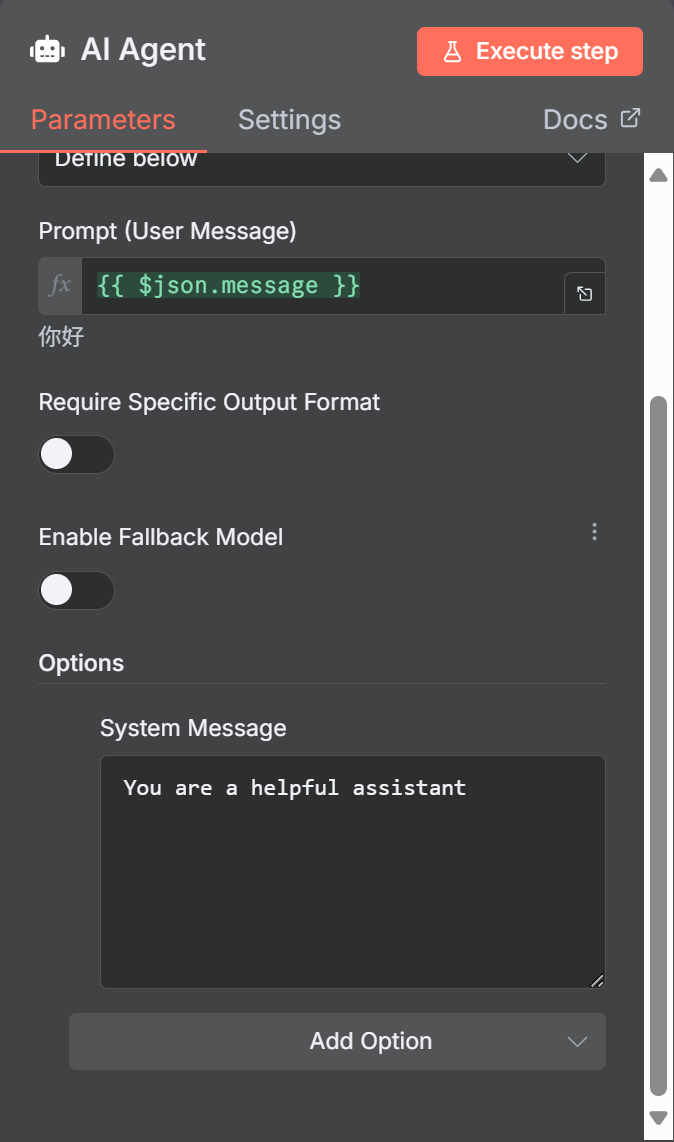 AI Agent
Execute step
Parameters
Settings
Docs
Define below
Prompt (User Message)
fx
{{ $json.message }}
你好
Require Specific Output Format
Enable Fallback Model
Options
System Message
You are a helpful assistant
Add Option